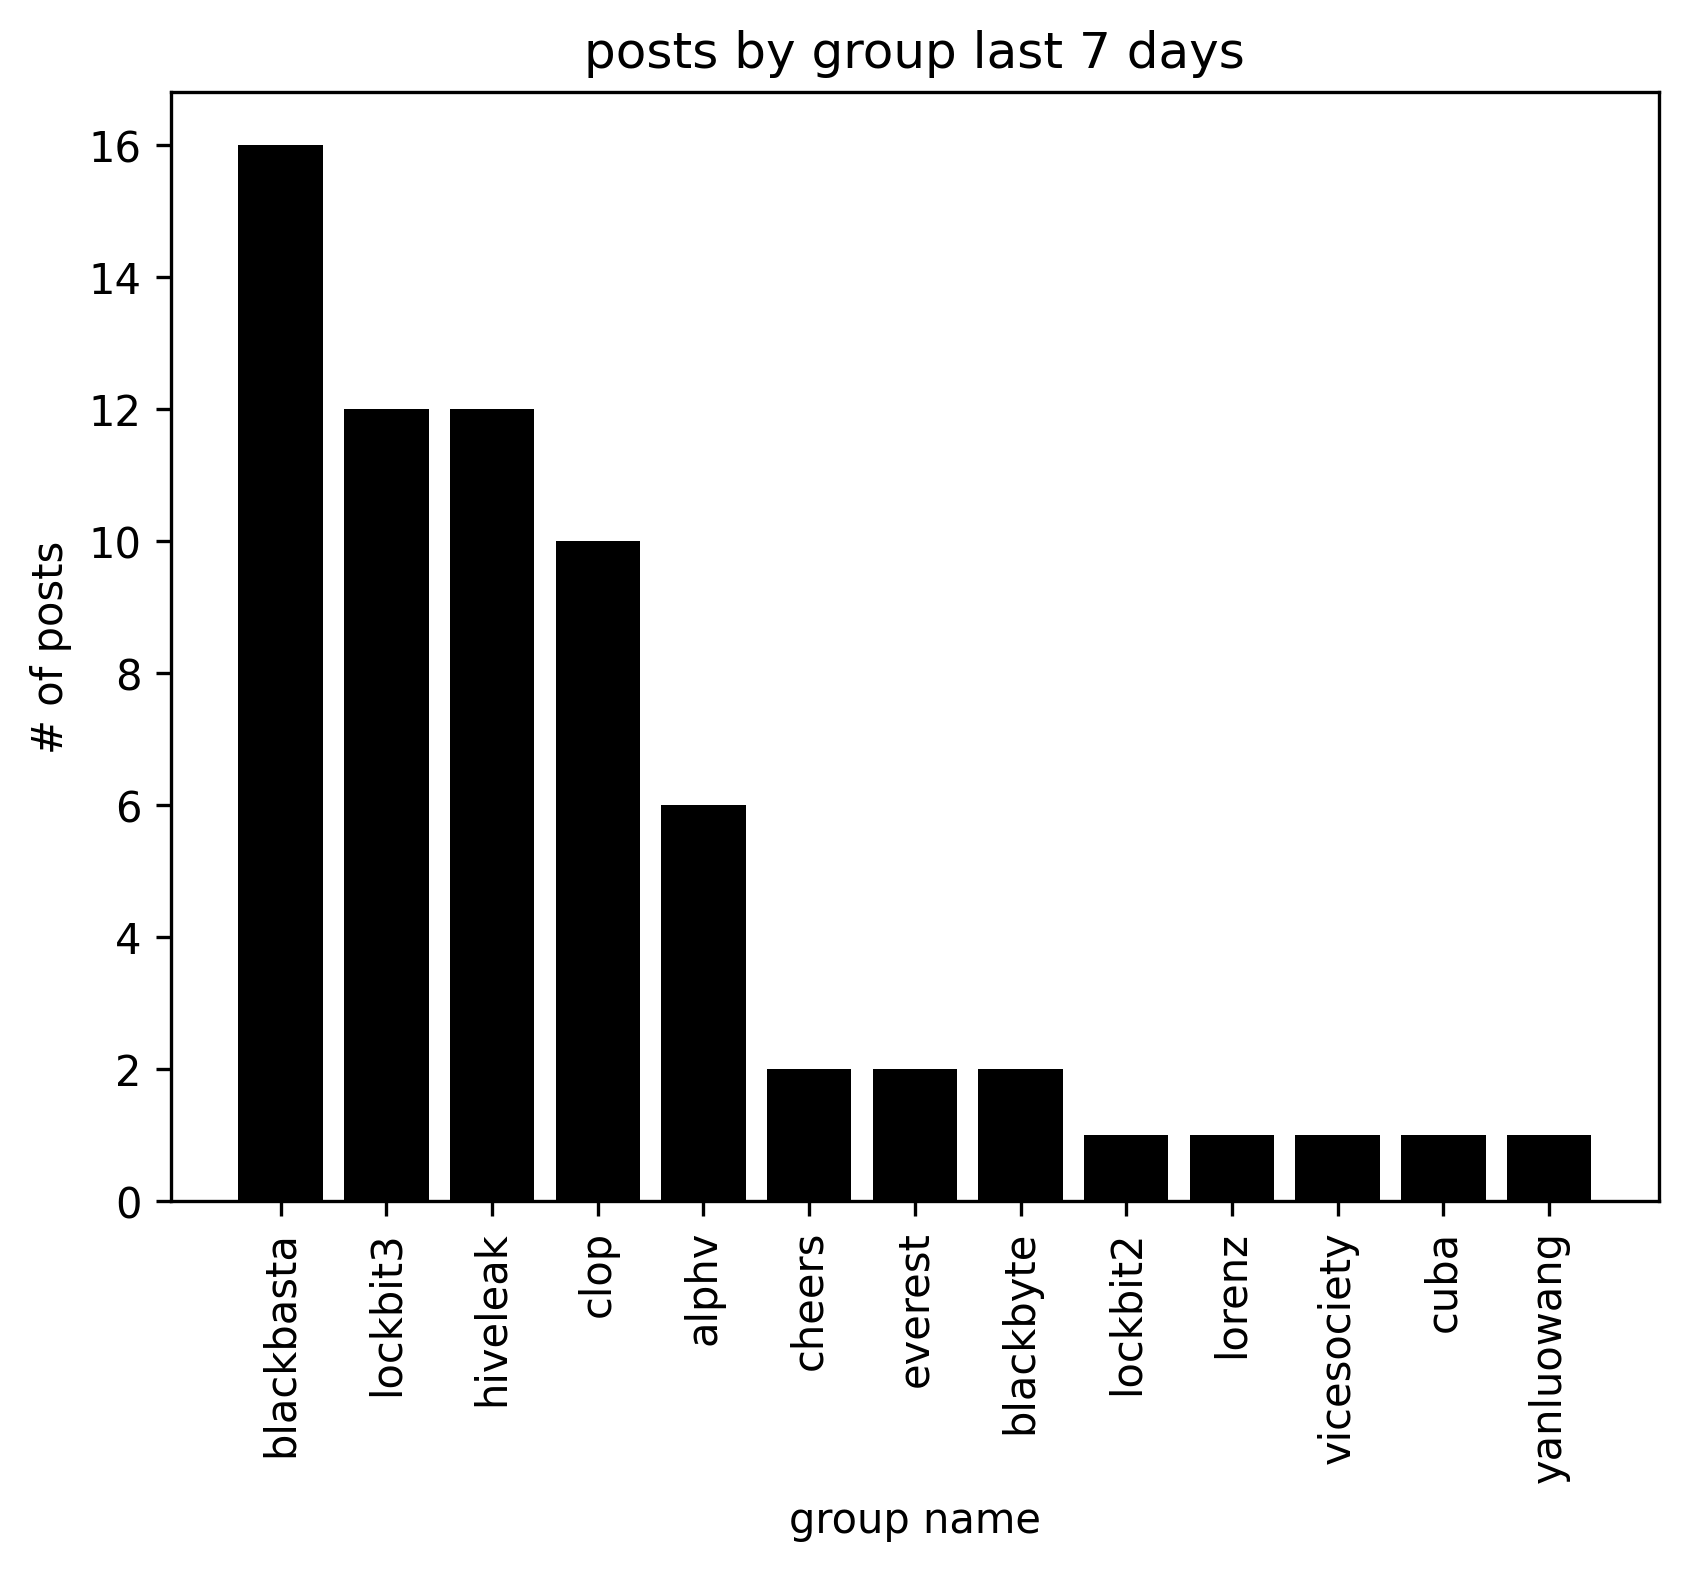 posts by group last 7 days
# of posts
16
14
12
10
8
6
4
2
0
blackbasta
lockbit3
hiveleak
clop
alphv
cheers
everest
blackbyte
lockbit2
lorenz
vicesociety
cuba
yanluowang
group name